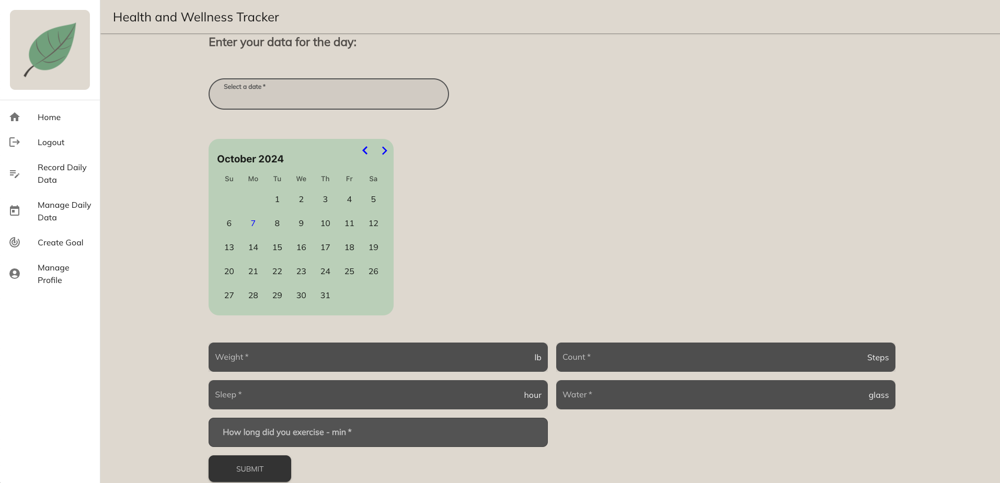 Health and Wellness Tracker
Home
Logout
Record Daily
Data
Manage Daily
Data
Create Goal
Manage
Profile
Enter your data for the day:
Select a date *
October 2024
Su Mo Tu We Th Fr Sa
1 2 3 4 5
6 7 8 9 10 11 12
13 14 15 16 17 18 19
20 21 22 23 24 25 26
27 28 29 30 31
Weight * lb
Count * Steps
Sleep * hour
Water * glass
How long did you exercise - min *
SUBMIT